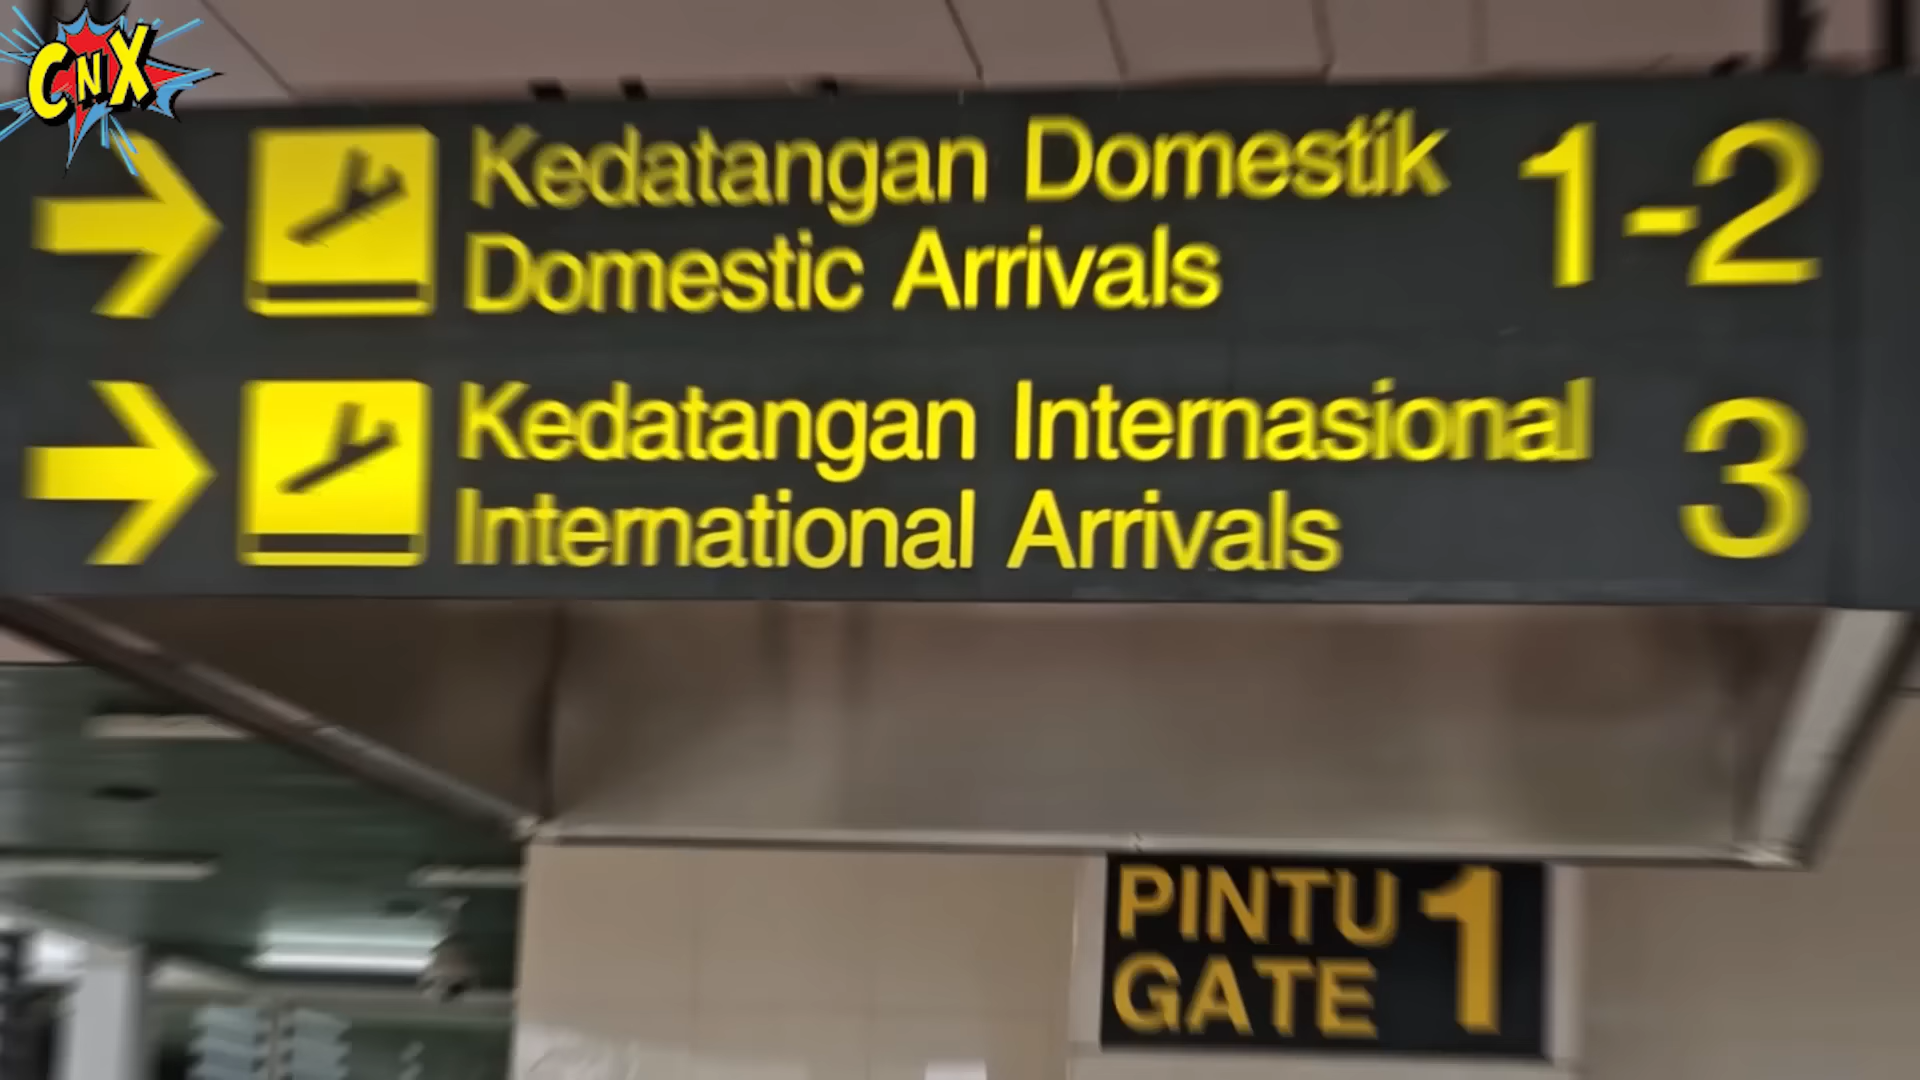 CNX
Kedatangan Domestik 1-2
Domestic Arrivals
Kedatangan Internasional 3
International Arrivals
PINTU 1
GATE